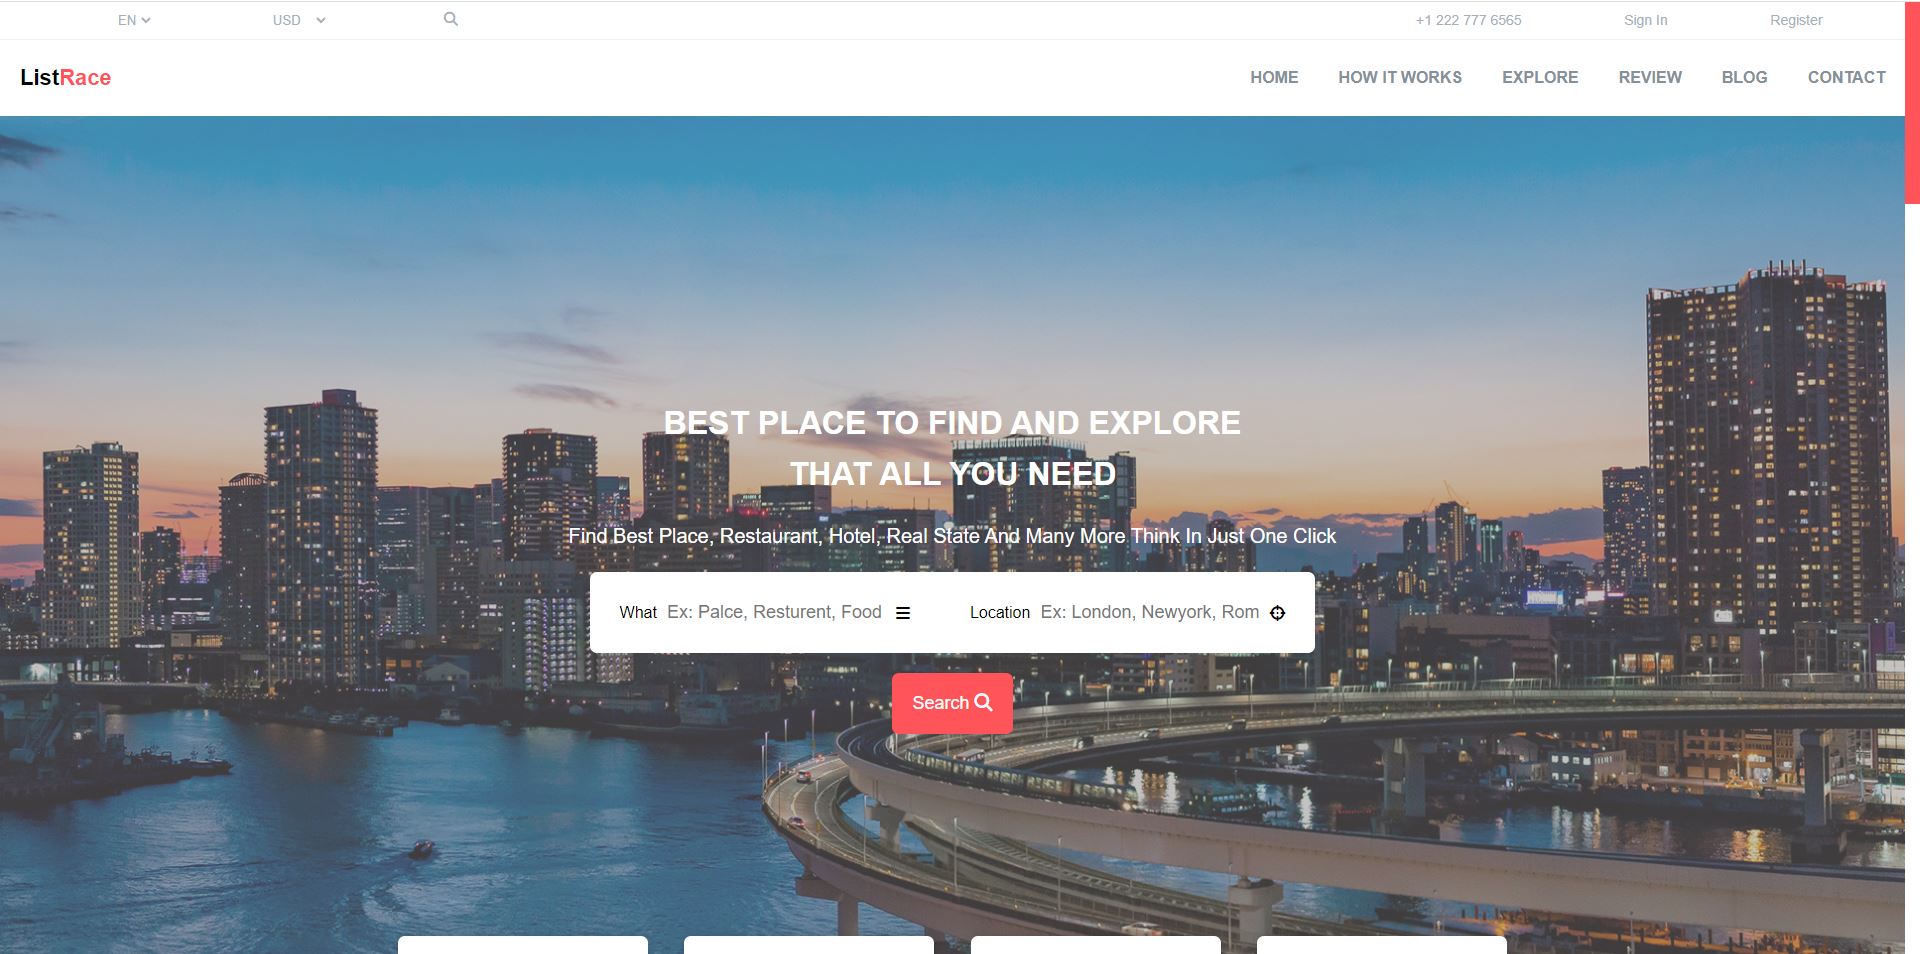 EN USD +1 222 777 6565 Sign In Register
ListRace HOME HOW IT WORKS EXPLORE REVIEW BLOG CONTACT
BEST PLACE TO FIND AND EXPLORE
THAT ALL YOU NEED
Find Best Place, Restaurant, Hotel, Real State And Many More Think In Just One Click
What Ex: Palce, Resturent, Food Location Ex: London, Newyork, Rom
Search